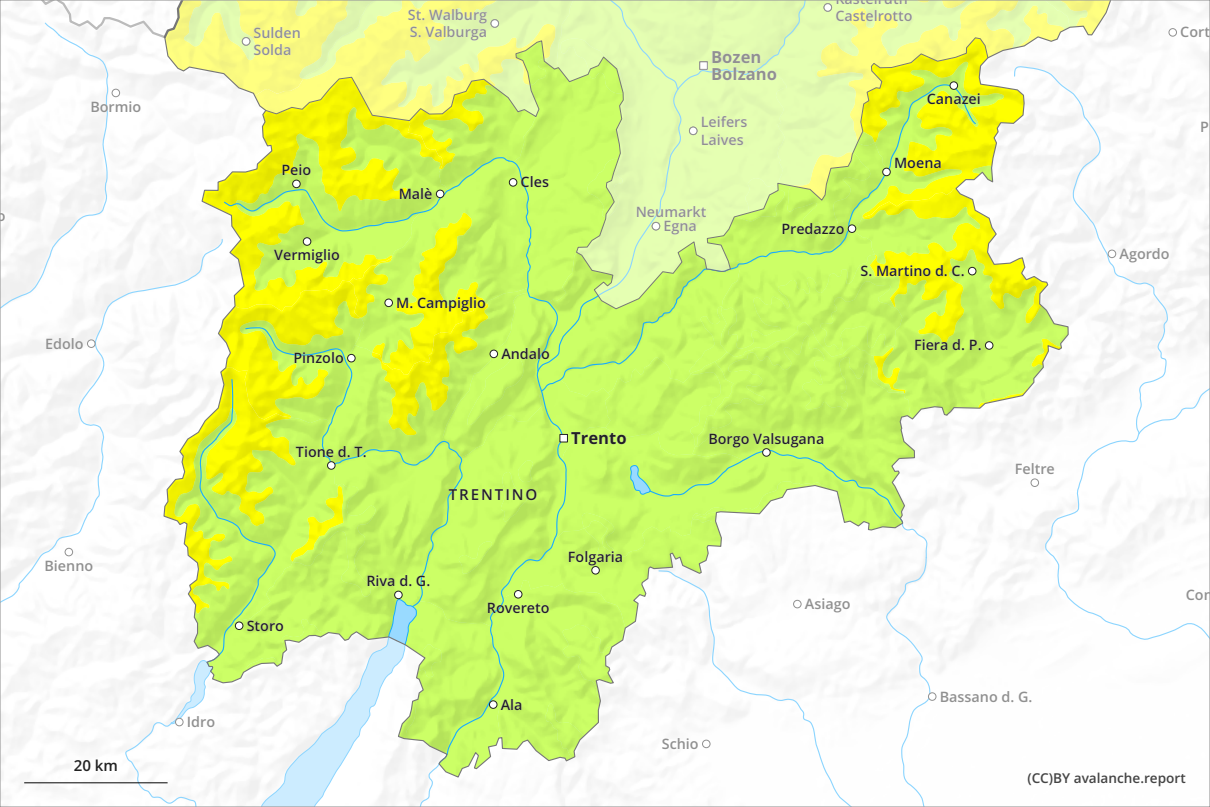 Kastelruth
Castelrotto
St. Walburg
S. Valburga
Sulden
Solda
Cort
Bozen
Bolzano
Bormio
Canazei
Leifers
Laives
P
Peio
Moena
Malè
Cles
Neumarkt
Egna
Predazzo
Vermiglio
Agordo
S. Martino d. C.
M. Campiglio
Edolo
Pinzolo
Andalo
Fiera d. P.
Trento
Borgo Valsugana
Tione d. T.
Feltre
TRENTINO
Bienno
Folgaria
Riva d. G.
Rovereto
Asiago
Cor
Storo
Bassano d. G.
Ala
Idro
Schio
20 km
(CC)BY avalanche.report